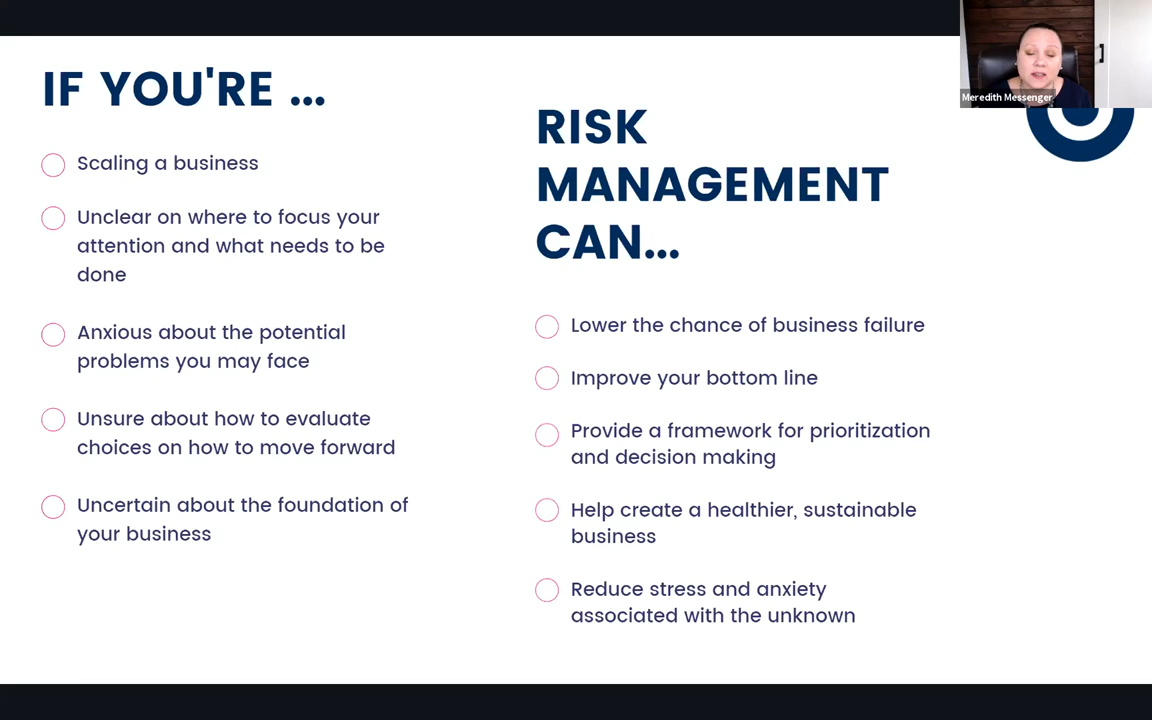 IF YOU'RE ...
Scaling a business
Unclear on where to focus your
attention and what needs to be
done
Anxious about the potential
problems you may face
Unsure about how to evaluate
choices on how to move forward
Uncertain about the foundation of
your business
RISK
MANAGEMENT
CAN...
Lower the chance of business failure
Improve your bottom line
Provide a framework for prioritization
and decision making
Help create a healthier, sustainable
business
Reduce stress and anxiety
associated with the unknown
Meredith Messenger